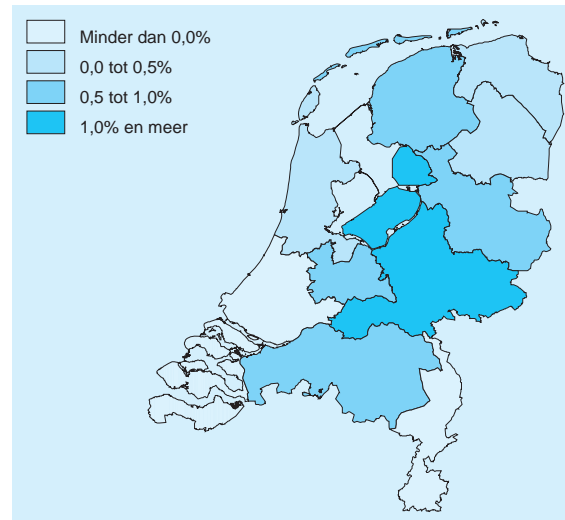 Minder dan 0,0%
0,0 tot 0,5%
0,5 tot 1,0%
1,0% en meer